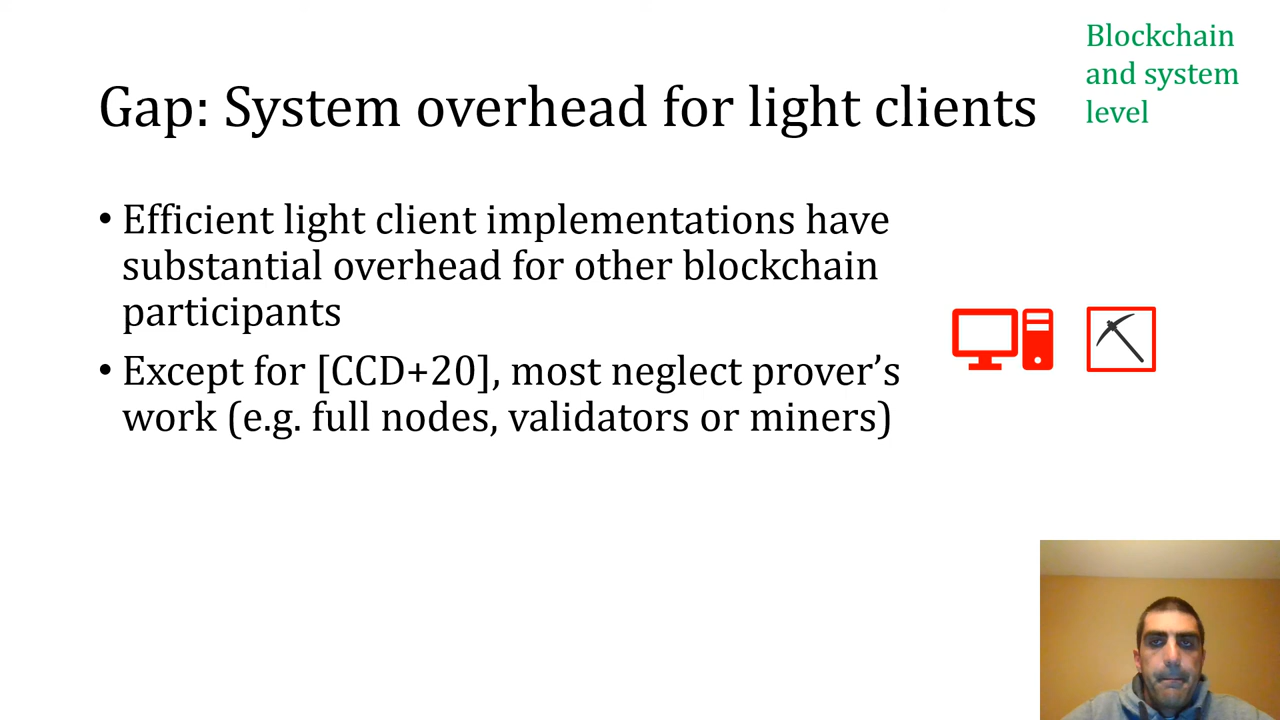 Blockchain
and system
level
Gap: System overhead for light clients
• Efficient light client implementations have
substantial overhead for other blockchain
participants
• Except for [CCD+20], most neglect prover’s
work (e.g. full nodes, validators or miners)